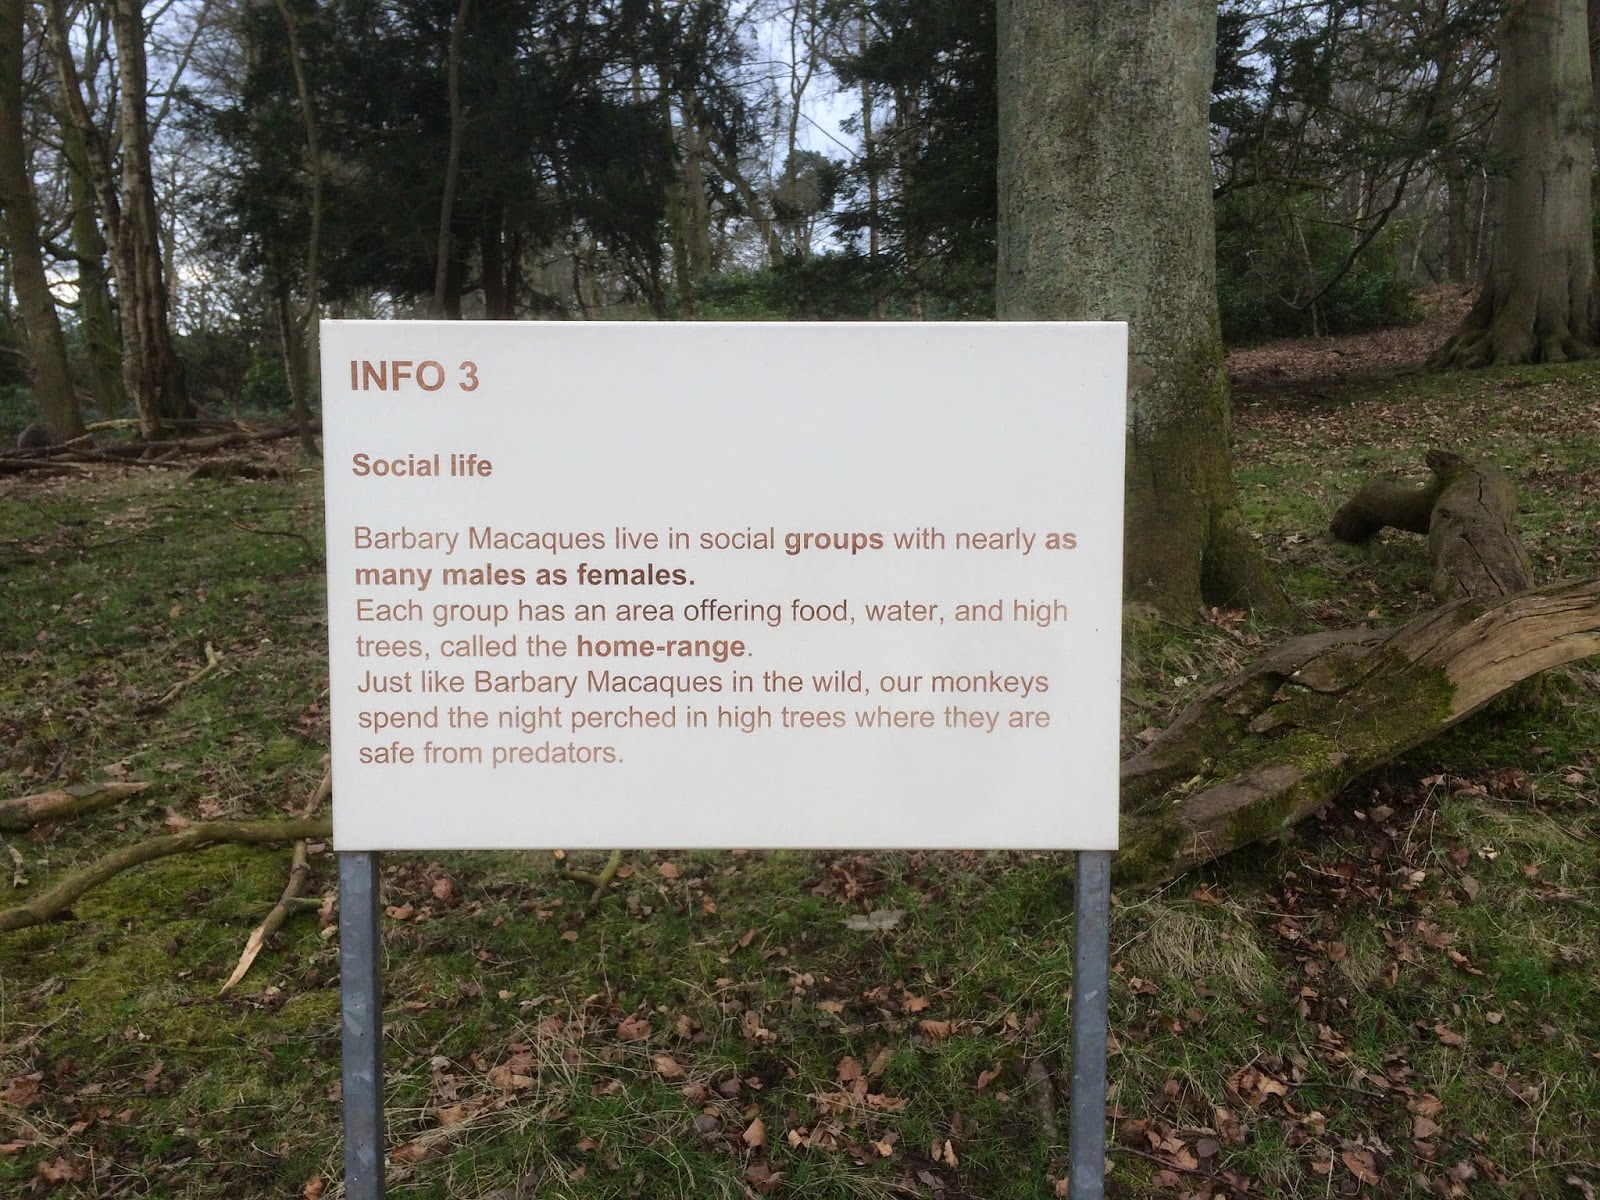 INFO 3
Social life
Barbary Macaques live in social groups with nearly as
many males as females.
Each group has an area offering food, water, and high
trees, called the home-range.
Just like Barbary Macaques in the wild, our monkeys
spend the night perched in high trees where they are
safe from predators.